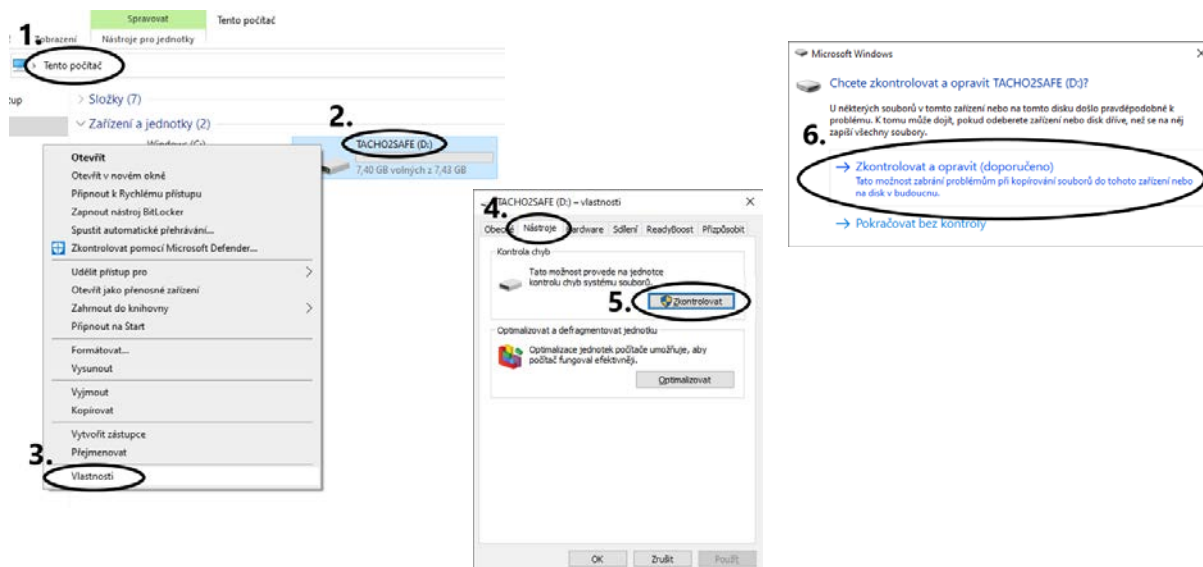 Spravovat
Tento počítač
1.
Zobrazení
Nástroje pro jednotky
Tento počítač
Složky (7)
Zařízení a jednotky (2)
2.
TACHO2SAFE (D:)
7,40 GB volných z 7,43 GB
Otevřít
Otevřít v novém okně
Připnout k Rychlému přístupu
Zapnout nástroj BitLocker
Spustit automatické přehrávání...
Zkontrolovat pomocí Microsoft Defender...
Udělit přístup pro
Otevřít jako přenosné zařízení
Zahrnout do knihovny
Připnout na Start
Formátovat...
Vysunout
Vyjmout
Kopírovat
Vytvořit zástupce
Přejmenovat
3.
Vlastnosti
4.
TACHO2SAFE (D:) – vlastnosti
Obecné Nástroje Hardware Sdílení ReadyBoost Přizpůsobit
Kontrola chyb
Tato možnost provede na jednotce
kontrolu chyb systému souborů.
5.
Zkontrolovat
Optimalizovat a defragmentovat jednotku
Optimalizace jednotek počítače umožňuje, aby
počítač fungoval efektivněji.
Optimalizovat
OK Zrušit Použít
Microsoft Windows
Chcete zkontrolovat a opravit TACHO2SAFE (D:)?
U některých souborů v tomto zařízení nebo na tomto disku došlo pravděpodobně k
problému. K tomu může dojít, pokud odeberete zařízení nebo disk dříve, než se na něj
zapíší všechny soubory.
6.
Zkontrolovat a opravit (doporučeno)
Tato možnost zabrání problémům při kopírování souborů do tohoto zařízení nebo
na disk v budoucnu.
Pokračovat bez kontroly